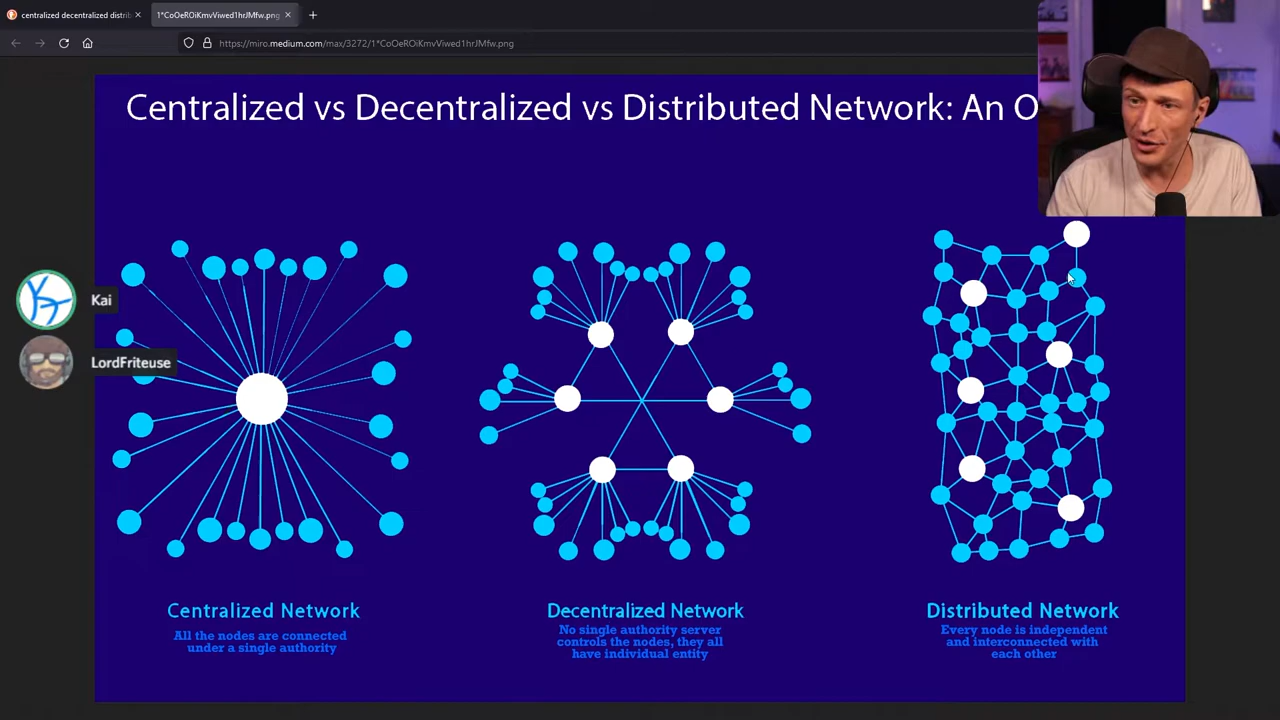 centralized decentralized distrib
1*CoOeROiKmvViwed1hrJMfw.png
https://miro.medium.com/max/3272/1*CoOeROiKmvViwed1hrJMfw.png
Centralized vs Decentralized vs Distributed Network: An O
Kai
LordFriteuse
Centralized Network
All the nodes are connected
under a single authority
Decentralized Network
No single authority server
controls the nodes, they all
have individual entity
Distributed Network
Every node is independent
and interconnected with
each other